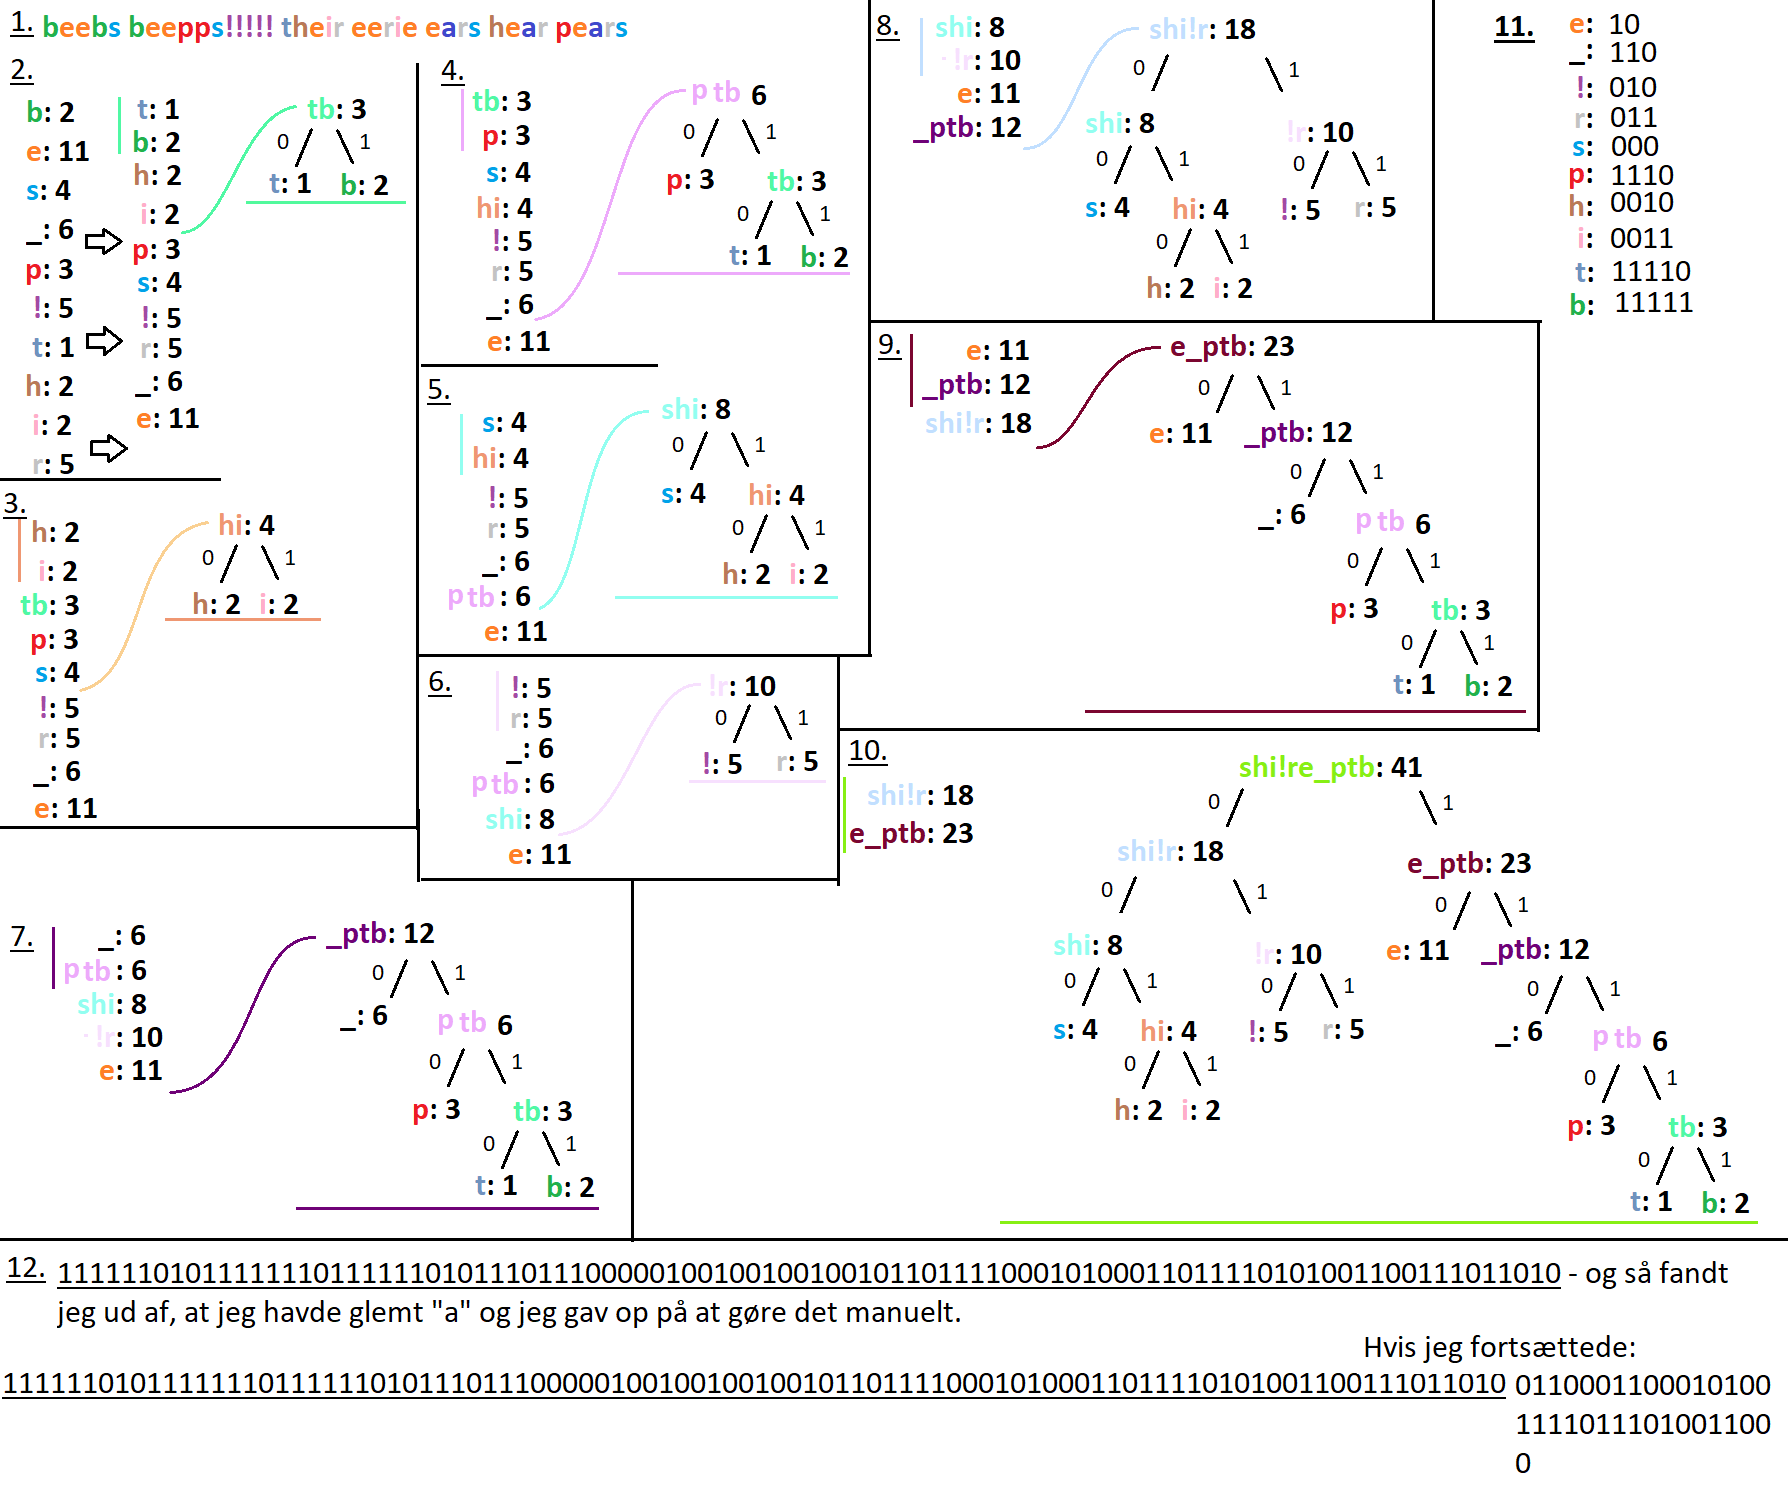 1. beebs beepps!!!!! their eerie ears hear pears
2.
b: 2
e: 11
s: 4
_: 6
p: 3
!: 5
t: 1
h: 2
i: 2
r: 5
t: 1
b: 2
h: 2
i: 2
p: 3
s: 4
!: 5
r: 5
_: 6
e: 11
tb: 3
0 1
t: 1 b: 2
3.
h: 2
i: 2
tb: 3
p: 3
s: 4
!: 5
r: 5
_: 6
e: 11
hi: 4
0 1
h: 2 i: 2
4.
tb: 3
p: 3
s: 4
hi: 4
!: 5
r: 5
_: 6
e: 11
ptb 6
0 1
p: 3 tb: 3
0 1
t: 1 b: 2
5.
s: 4
hi: 4
!: 5
r: 5
_: 6
ptb: 6
e: 11
shi: 8
0 1
s: 4 hi: 4
0 1
h: 2 i: 2
6.
!: 5
r: 5
_: 6
ptb: 6
shi: 8
e: 11
!r: 10
0 1
!: 5 r: 5
7.
_: 6
ptb: 6
shi: 8
!r: 10
e: 11
_ptb: 12
0 1
_: 6 ptb 6
0 1
p: 3 tb: 3
0 1
t: 1 b: 2
8.
shi: 8
!r: 10
e: 11
_ptb: 12
shi!r: 18
0 1
shi: 8 !r: 10
0 1 0 1
s: 4 hi: 4 !: 5 r: 5
0 1
h: 2 i: 2
9.
e: 11
_ptb: 12
shi!r: 18
e_ptb: 23
0 1
e: 11 _ptb: 12
0 1
_: 6 ptb 6
0 1
p: 3 tb: 3
0 1
t: 1 b: 2
10.
shi!r: 18
e_ptb: 23
shi!re_ptb: 41
0 1
shi!r: 18 e_ptb: 23
0 1 0 1
shi: 8 !r: 10 e: 11 _ptb: 12
0 1 0 1 0 1
s: 4 hi: 4 !: 5 r: 5 _: 6 ptb 6
0 1 0 1
h: 2 i: 2 p: 3 tb: 3
0 1
t: 1 b: 2
11.
e: 10
_: 110
!: 010
r: 011
s: 000
p: 1110
h: 0010
i: 0011
t: 11110
b: 11111
12. 1111110101111111011111101011101110000010010010010010110111100010100011011110101001100111011010 - og så fandt
jeg ud af, at jeg havde glemt "a" og jeg gav op på at gøre det manuelt.
Hvis jeg fortsættede:
1111110101111111011111101011101110000010010010010010110111100010100011011110101001100111011010 0110001100010100
1111011101001100
0